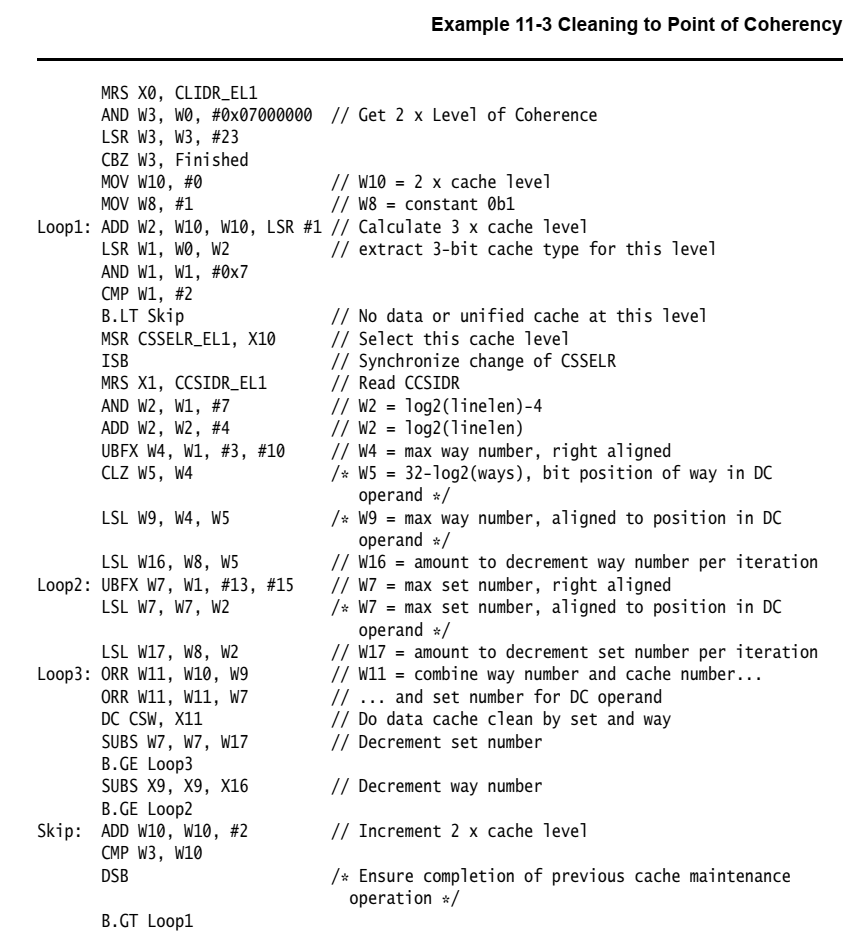 Example 11-3 Cleaning to Point of Coherency
MRS X0, CLIDR_EL1
AND W3, W0, #0x07000000 // Get 2 x Level of Coherence
LSR W3, W3, #23
CBZ W3, Finished
MOV W10, #0 // W10 = 2 x cache level
MOV W8, #1 // W8 = constant 0b1
Loop1: ADD W2, W10, W10, LSR #1 // Calculate 3 x cache level
LSR W1, W0, W2 // extract 3-bit cache type for this level
AND W1, W1, #0x7
CMP W1, #2
B.LT Skip // No data or unified cache at this level
MSR CSSELR_EL1, X10 // Select this cache level
ISB // Synchronize change of CSSELR
MRS X1, CCSIDR_EL1 // Read CCSIDR
AND W2, W1, #7 // W2 = log2(linelen)-4
ADD W2, W2, #4 // W2 = log2(linelen)
UBFX W4, W1, #3, #10 // W4 = max way number, right aligned
CLZ W5, W4 /* W5 = 32-log2(ways), bit position of way in DC
operand */
LSL W9, W4, W5 /* W9 = max way number, aligned to position in DC
operand */
LSL W16, W8, W5 // W16 = amount to decrement way number per iteration
Loop2: UBFX W7, W1, #13, #15 // W7 = max set number, right aligned
LSL W7, W7, W2 /* W7 = max set number, aligned to position in DC
operand */
LSL W17, W8, W2 // W17 = amount to decrement set number per iteration
Loop3: ORR W11, W10, W9 // W11 = combine way number and cache number...
ORR W11, W11, W7 // ... and set number for DC operand
DC CSW, X11 // Do data cache clean by set and way
SUBS W7, W7, W17 // Decrement set number
B.GE Loop3
SUBS X9, X9, X16 // Decrement way number
B.GE Loop2
Skip: ADD W10, W10, #2 // Increment 2 x cache level
CMP W3, W10
DSB /* Ensure completion of previous cache maintenance
operation */
B.GT Loop1